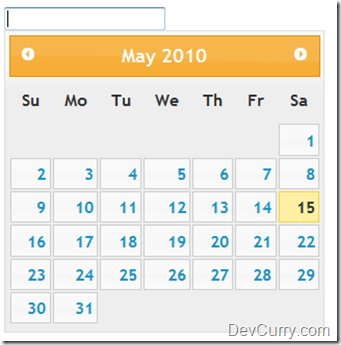 May 2010
Su Mo Tu We Th Fr Sa
1
2 3 4 5 6 7 8
9 10 11 12 13 14 15
16 17 18 19 20 21 22
23 24 25 26 27 28 29
30 31
DevCurry.com